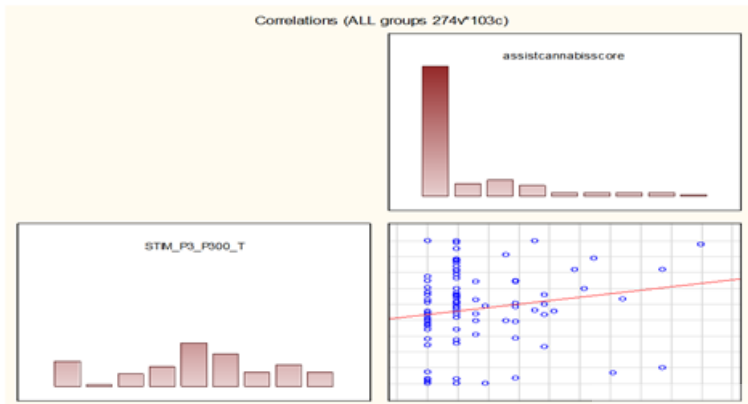 Correlations (ALL groups 274v*103c)
assistcannabisscore
STIM_P3_P300_T